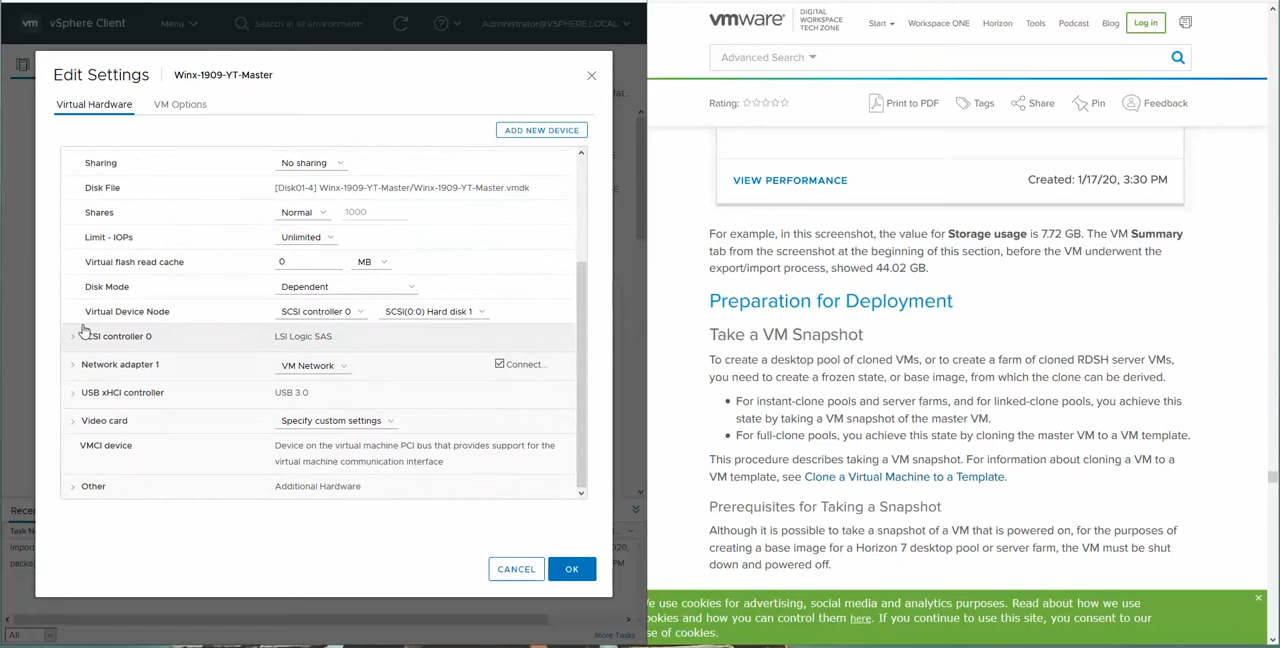 vm vSphere Client Menu Search in all environments Administrator@VSPHERE.LOCAL
Edit Settings Winx-1909-YT-Master
Virtual Hardware VM Options
ADD NEW DEVICE
Sharing No sharing
Disk File [Disk01-4] Winx-1909-YT-Master/Winx-1909-YT-Master.vmdk
Shares Normal 1000
Limit - IOPs Unlimited
Virtual flash read cache 0 MB
Disk Mode Dependent
Virtual Device Node SCSI controller 0 SCSI(0:0) Hard disk 1
CSI controller 0 LSI Logic SAS
Network adapter 1 VM Network Connect...
USB xHCI controller USB 3.0
Video card Specify custom settings
VMCI device Device on the virtual machine PCI bus that provides support for the
virtual machine communication interface
Other Additional Hardware
CANCEL OK
Recen
Task N
Import
packa
020,
PM
All
More Tasks
vmware DIGITAL
WORKSPACE
TECH ZONE
Start Workspace ONE Horizon Tools Podcast Blog Log in
Advanced Search
Rating: Print to PDF Tags Share Pin Feedback
VIEW PERFORMANCE Created: 1/17/20, 3:30 PM
For example, in this screenshot, the value for Storage usage is 7.72 GB. The VM Summary
tab from the screenshot at the beginning of this section, before the VM underwent the
export/import process, showed 44.02 GB.
Preparation for Deployment
Take a VM Snapshot
To create a desktop pool of cloned VMs, or to create a farm of cloned RDSH server VMs,
you need to create a frozen state, or base image, from which the clone can be derived.
• For instant-clone pools and server farms, and for linked-clone pools, you achieve this
state by taking a VM snapshot of the master VM.
• For full-clone pools, you achieve this state by cloning the master VM to a VM template.
This procedure describes taking a VM snapshot. For information about cloning a VM to a
VM template, see Clone a Virtual Machine to a Template.
Prerequisites for Taking a Snapshot
Although it is possible to take a snapshot of a VM that is powered on, for the purposes of
creating a base image for a Horizon 7 desktop pool or server farm, the VM must be shut
down and powered off.
e use cookies for advertising, social media and analytics purposes. Read about how we use
ookies and how you can control them here. If you continue to use this site, you consent to our
se of cookies.